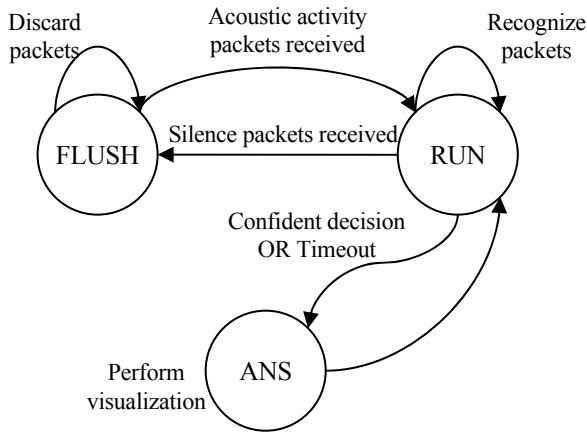 Discard
packets
Acoustic activity
packets received
Recognize
packets
FLUSH
Silence packets received
RUN
Confident decision
OR Timeout
ANS
Perform
visualization